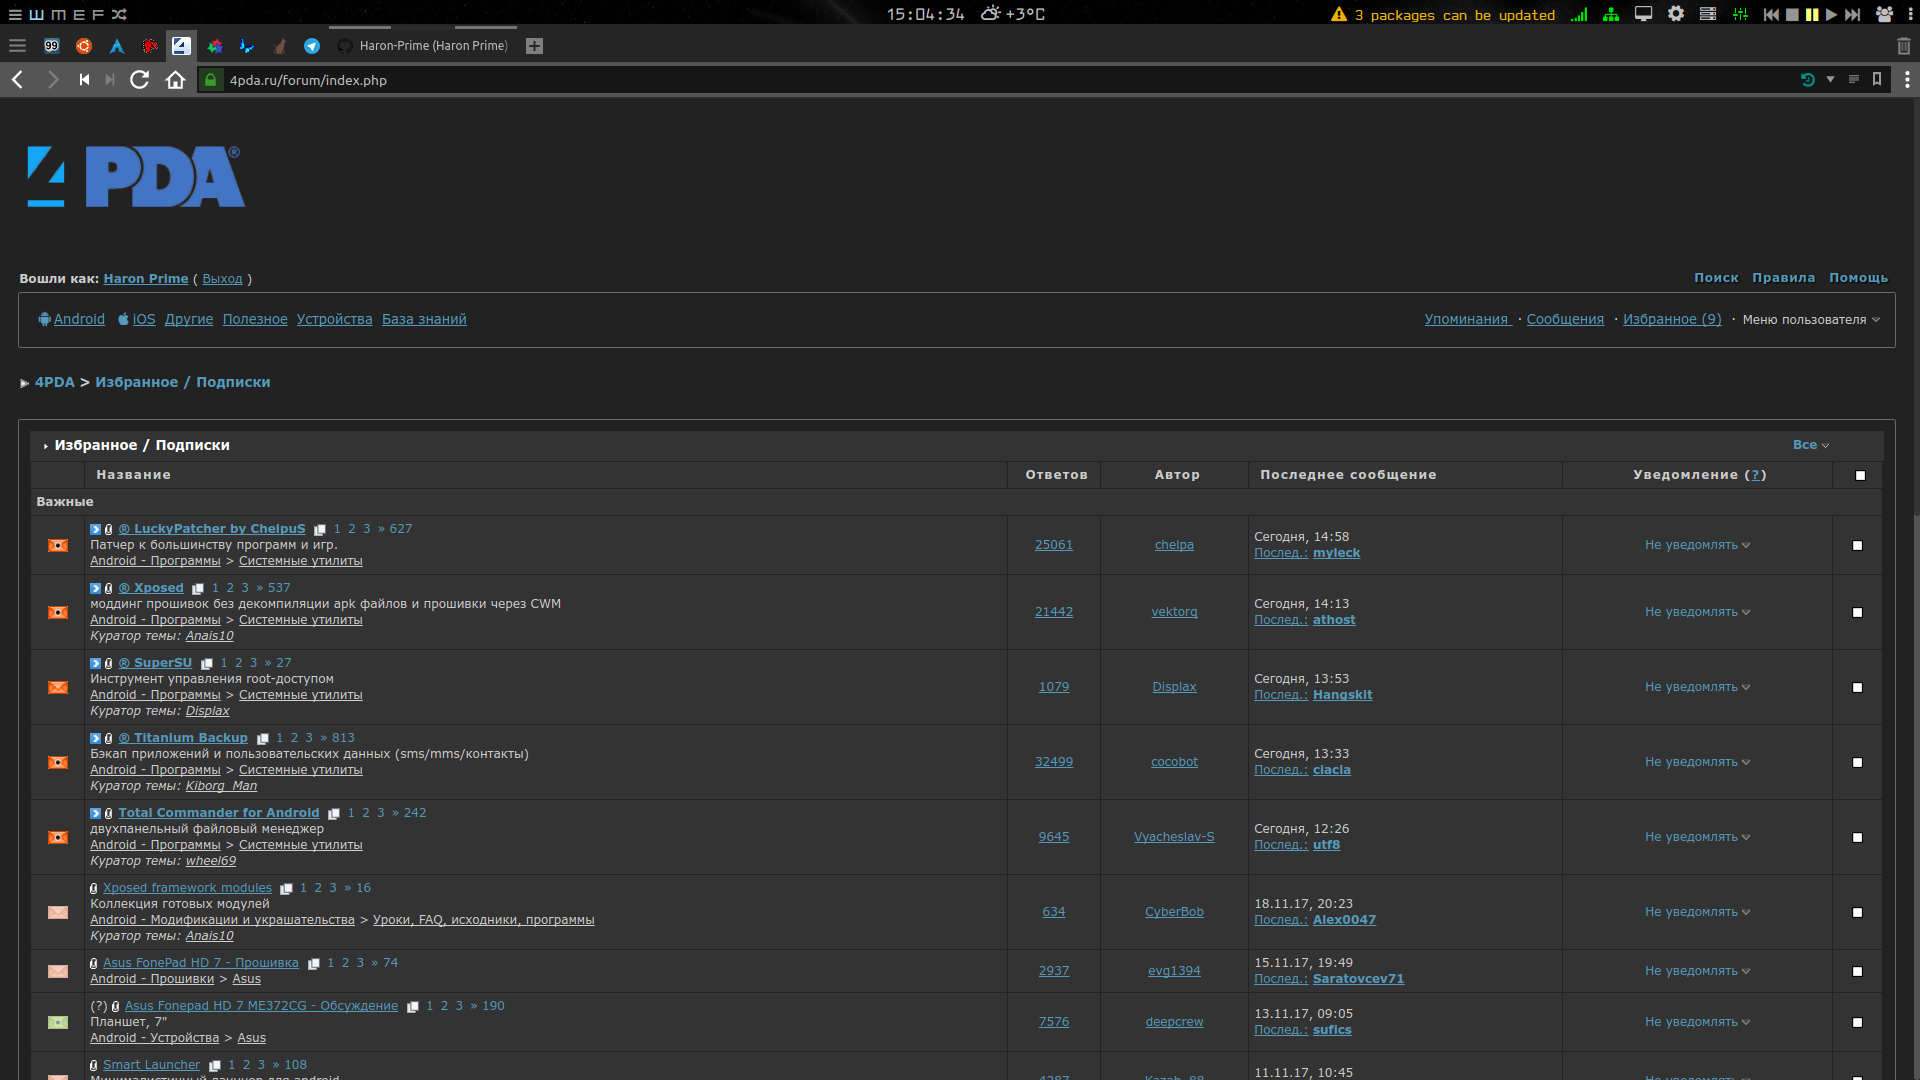 15:04:34 +3°C
3 packages can be updated
99 Haron-Prime (Haron Prime)
4pda.ru/forum/index.php
4PDA®
Вошли как: Haron Prime ( Выход )
Поиск Правила Помощь
Android iOS Другие Полезное Устройства База знаний
Упоминания · Сообщения · Избранное (9) · Меню пользователя
4PDA > Избранное / Подписки
Избранное / Подписки
Все
Название Ответов Автор Последнее сообщение Уведомление (?)
Важные
® LuckyPatcher by ChelpuS 1 2 3 » 627
Патчер к большинству программ и игр.
Android - Программы > Системные утилиты
25061 chelpa
Сегодня, 14:58
Послед.: myleck
Не уведомлять
® Xposed 1 2 3 » 537
моддинг прошивок без декомпиляции apk файлов и прошивки через CWM
Android - Программы > Системные утилиты
Куратор темы: Anais10
21442 vektorq
Сегодня, 14:13
Послед.: athost
Не уведомлять
® SuperSU 1 2 3 » 27
Инструмент управления root-доступом
Android - Программы > Системные утилиты
Куратор темы: Displax
1079 Displax
Сегодня, 13:53
Послед.: Hangskit
Не уведомлять
® Titanium Backup 1 2 3 » 813
Бэкап приложений и пользовательских данных (sms/mms/контакты)
Android - Программы > Системные утилиты
Куратор темы: Kiborg_Man
32499 cocobot
Сегодня, 13:33
Послед.: ciacia
Не уведомлять
Total Commander for Android 1 2 3 » 242
двухпанельный файловый менеджер
Android - Программы > Системные утилиты
Куратор темы: wheel69
9645 Vyacheslav-S
Сегодня, 12:26
Послед.: utf8
Не уведомлять
Xposed framework modules 1 2 3 » 16
Коллекция готовых модулей
Android - Модификации и украшательства > Уроки, FAQ, исходники, программы
Куратор темы: Anais10
634 CyberBob
18.11.17, 20:23
Послед.: Alex0047
Не уведомлять
Asus FonePad HD 7 - Прошивка 1 2 3 » 74
Android - Прошивки > Asus
2937 evg1394
15.11.17, 19:49
Послед.: Saratovcev71
Не уведомлять
(?) Asus Fonepad HD 7 ME372CG - Обсуждение 1 2 3 » 190
Планшет, 7"
Android - Устройства > Asus
7576 deepcrew
13.11.17, 09:05
Послед.: sufics
Не уведомлять
Smart Launcher 1 2 3 » 108
11.11.17, 10:45